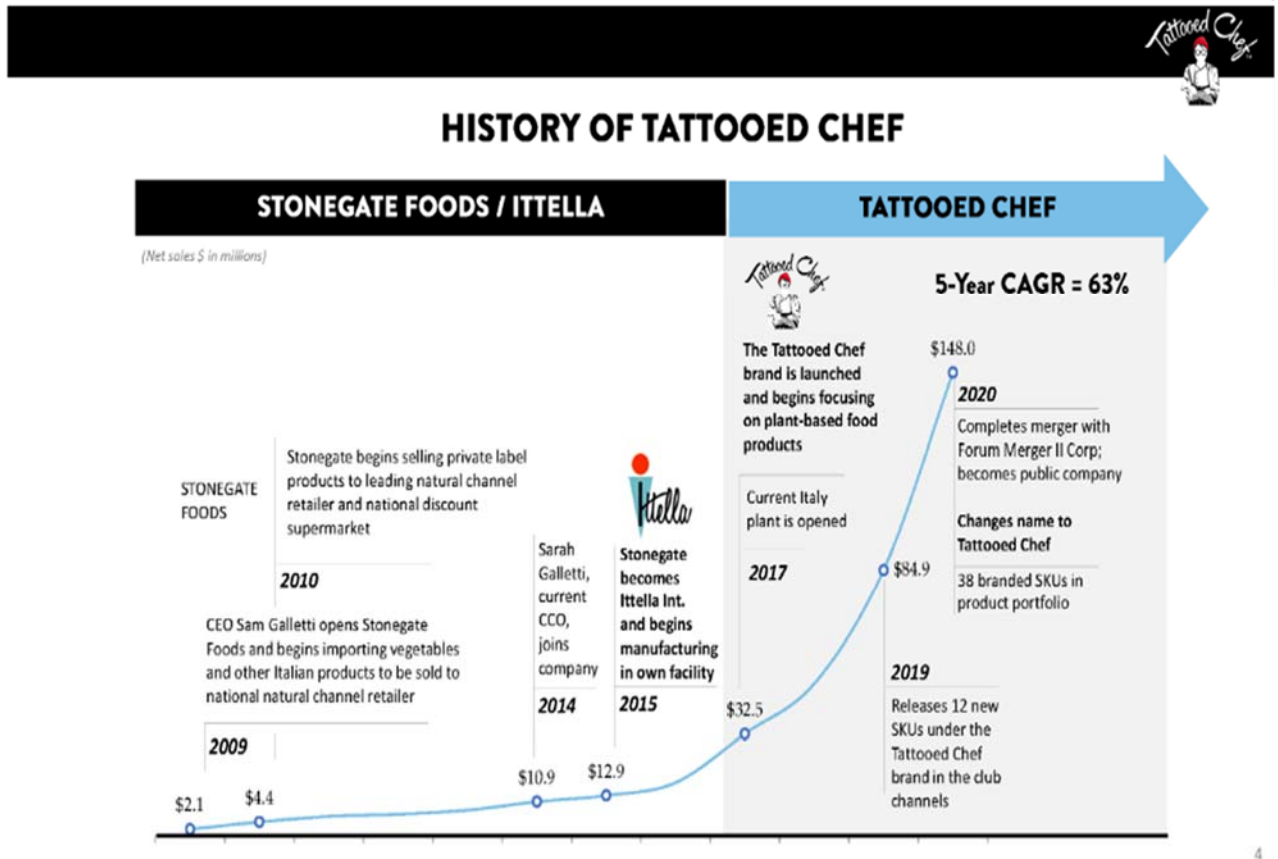 Tattooed Chef
HISTORY OF TATTOOED CHEF
STONEGATE FOODS / ITTELLA
TATTOOED CHEF
(Net sales $ in millions)
Tattooed Chef
5-Year CAGR = 63%
STONEGATE
FOODS
Stonegate begins selling private label
products to leading natural channel
retailer and national discount
supermarket
2010
CEO Sam Galletti opens Stonegate
Foods and begins importing vegetables
and other Italian products to be sold to
national natural channel retailer
2009
Sarah
Galletti,
current
CCO,
joins
company
2014
Ittella
Stonegate
becomes
Ittella Int.
and begins
manufacturing
in own facility
2015
The Tattooed Chef
brand is launched
and begins focusing
on plant-based food
products
Current Italy
plant is opened
2017
$148.0
2020
Completes merger with
Forum Merger II Corp;
becomes public company
Changes name to
Tattooed Chef
38 branded SKUs in
product portfolio
$84.9
2019
Releases 12 new
SKUs under the
Tattooed Chef
brand in the club
channels
$32.5
$12.9
$10.9
$4.4
$2.1
4